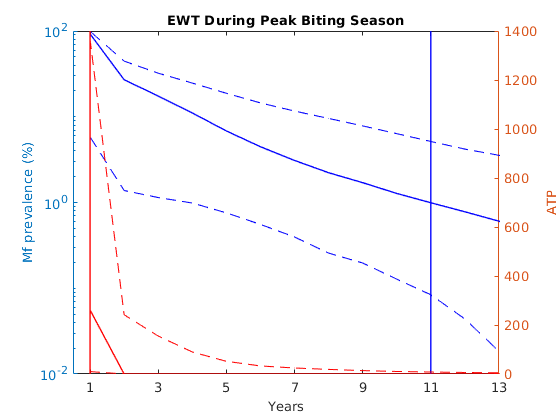 EWT During Peak Biting Season
Mf prevalence (%)
10^2
10^0
10^-2
1400
1200
1000
800
600
400
200
0
ATP
1 3 5 7 9 11 13
Years